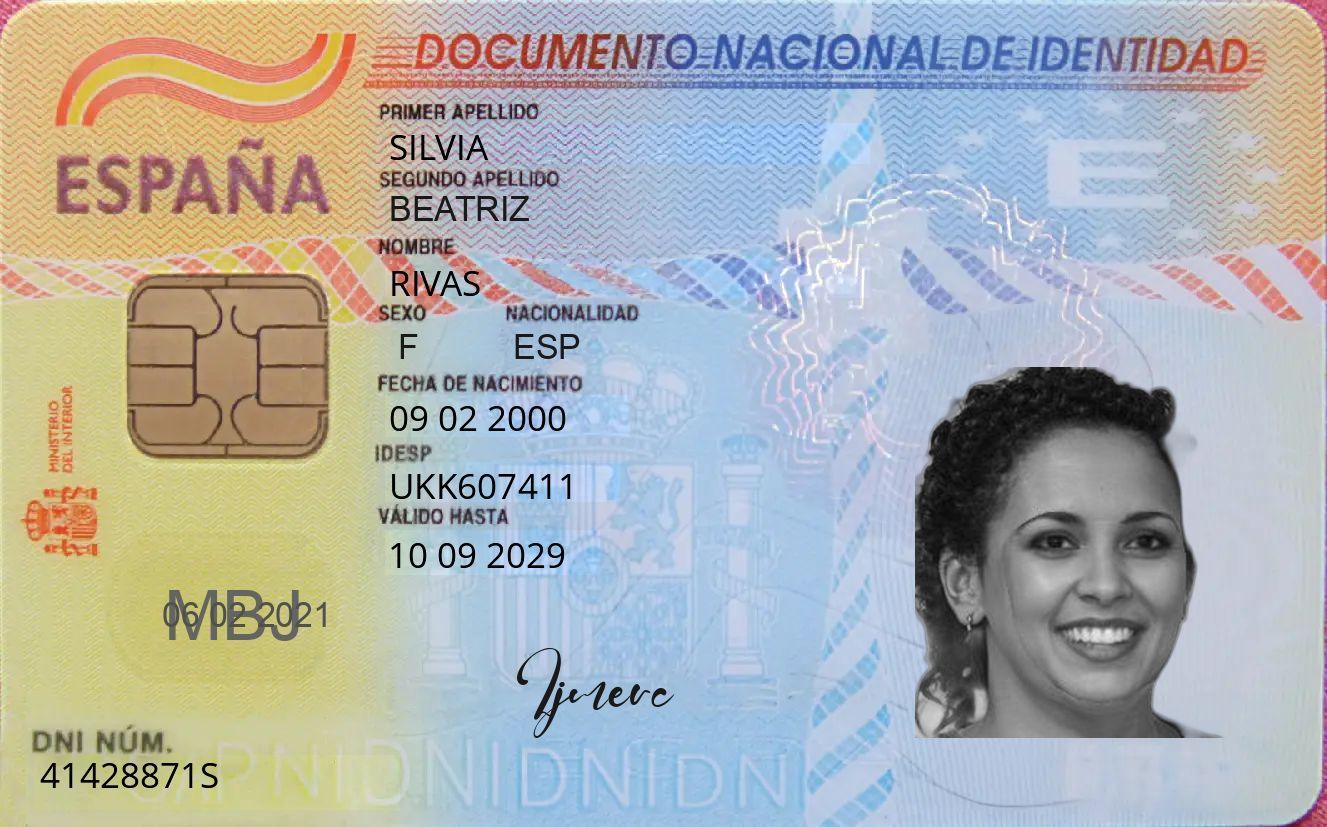 DOCUMENTO NACIONAL DE IDENTIDAD
ESPAÑA
PRIMER APELLIDO
SILVIA
SEGUNDO APELLIDO
BEATRIZ
NOMBRE
RIVAS
SEXO NACIONALIDAD
F ESP
FECHA DE NACIMIENTO
09 02 2000
IDESP
UKK607411
VÁLIDO HASTA
10 09 2029
MINISTERIO
DEL INTERIOR
E
MBJ
06 02 2021
DNI NÚM.
41428871S